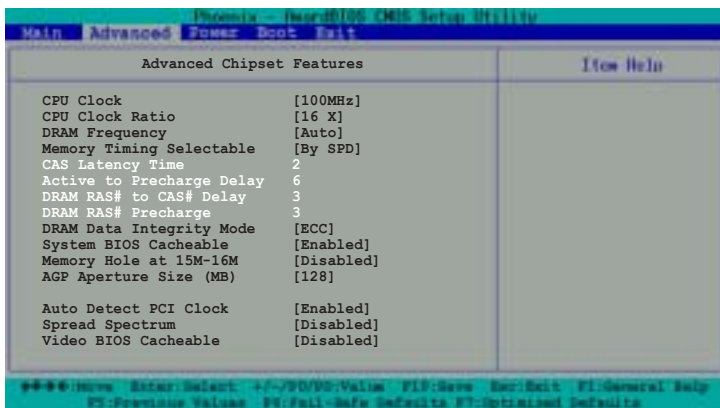 Phoenix - AwardBIOS CMOS Setup Utility
Main Advanced Power Boot Exit
Advanced Chipset Features
Item Help
CPU Clock [100MHz]
CPU Clock Ratio [16 X]
DRAM Frequency [Auto]
Memory Timing Selectable [By SPD]
CAS Latency Time 2
Active to Precharge Delay 6
DRAM RAS# to CAS# Delay 3
DRAM RAS# Precharge 3
DRAM Data Integrity Mode [ECC]
System BIOS Cacheable [Enabled]
Memory Hole at 15M-16M [Disabled]
AGP Aperture Size (MB) [128]
Auto Detect PCI Clock [Enabled]
Spread Spectrum [Disabled]
Video BIOS Cacheable [Disabled]
:Move Enter:Select +/-/PU/PD:Value F10:Save Esc:Exit F1:General Help
F5:Previous Values F6:Fail-Safe Defaults F7:Optimized Defaults